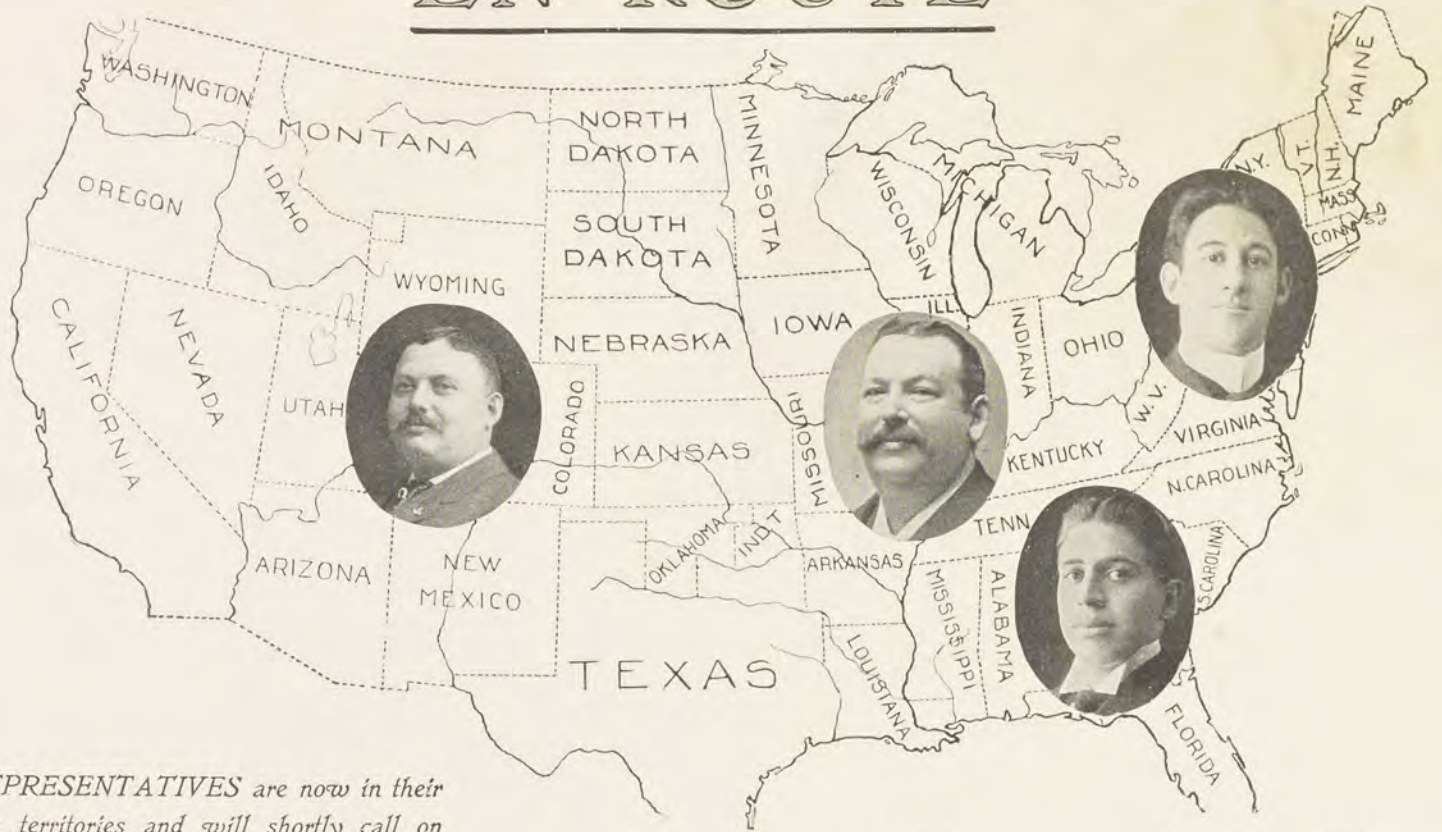 EN ROUTE
WASHINGTON
MONTANA
NORTH
DAKOTA
MINNESOTA
MAINE
OREGON
IDAHO
WISCONSIN
MICHIGAN
N.Y.
VT.
N.H.
MASS
CONN
SOUTH
DAKOTA
WYOMING
CALIFORNIA
NEVADA
UTAH
NEBRASKA
IOWA
ILL.
INDIANA
OHIO
COLORADO
KANSAS
MISSOURI
KENTUCKY
W.V.
VIRGINIA
N.CAROLINA
ARIZONA
NEW
MEXICO
OKLAHOMA
IND.T
ARKANSAS
TENN
S.CAROLINA
TEXAS
LOUISIANA
MISSISSIPPI
ALABAMA
FLORIDA
are now in their
territories and will shortly call on